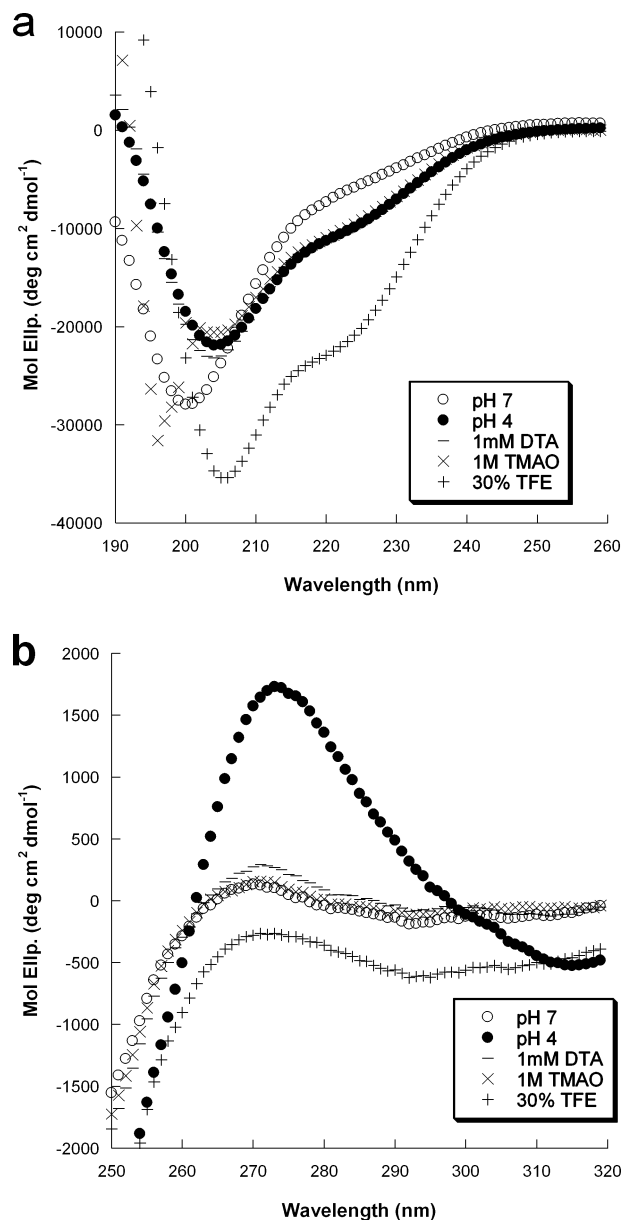 a
10000
0
-10000
-20000
-30000
-40000
Mol Ellp. (deg cm² dmol⁻¹)
pH 7
pH 4
1mM DTA
1M TMAO
30% TFE
190 200 210 220 230 240 250 260
Wavelength (nm)
b
2000
1500
1000
500
0
-500
-1000
-1500
-2000
Mol Ellp. (deg cm² dmol⁻¹)
pH 7
pH 4
1mM DTA
1M TMAO
30% TFE
250 260 270 280 290 300 310 320
Wavelength (nm)